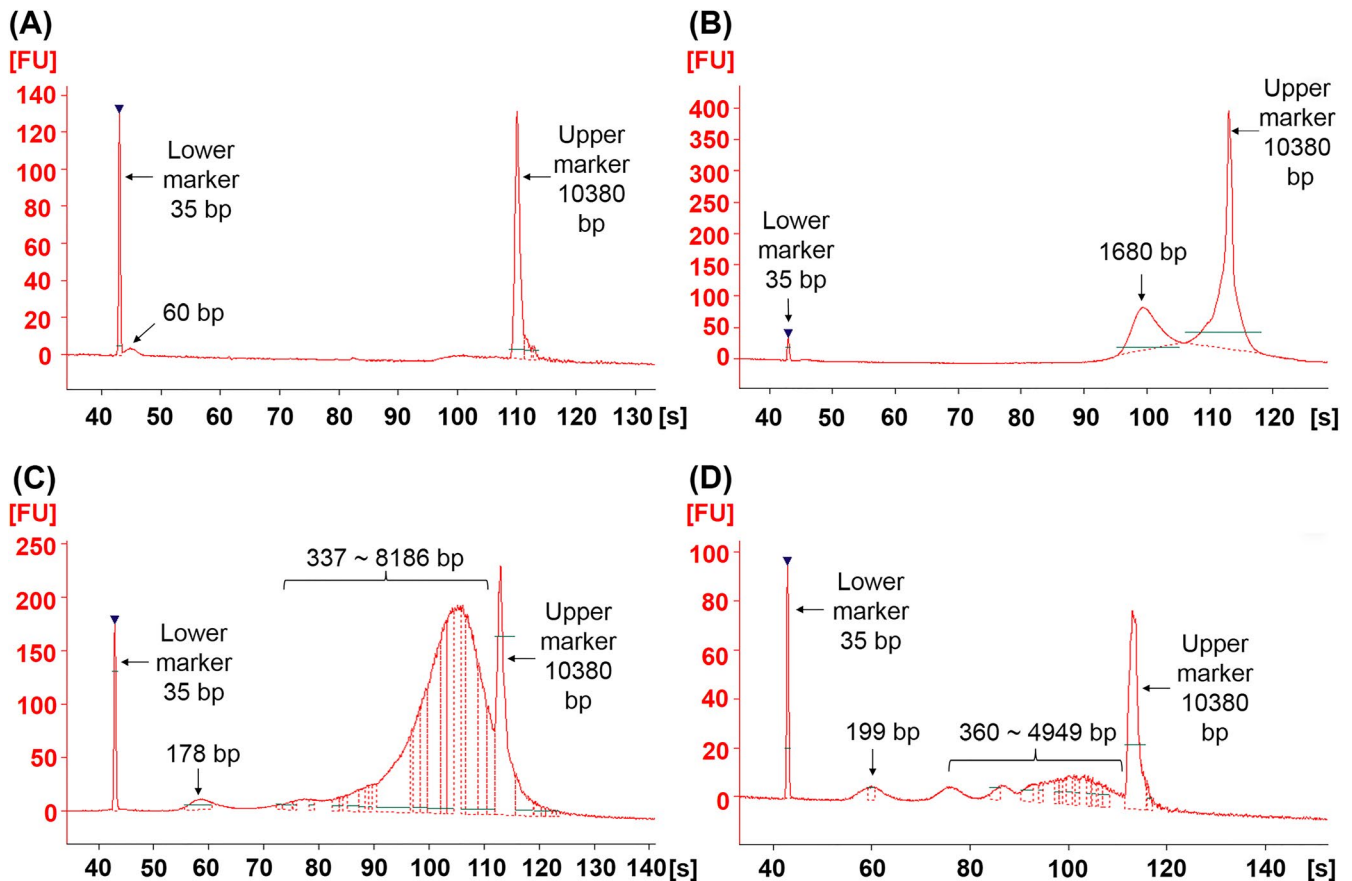 (A)
[FU]
140
120
100
80
60
40
20
0
Lower
marker
35 bp
60 bp
Upper
marker
10380
bp
40 50 60 70 80 90 100 110 120 130 [s]
(B)
[FU]
400
350
300
250
200
150
100
50
0
Lower
marker
35 bp
1680 bp
Upper
marker
10380
bp
40 50 60 70 80 90 100 110 120 [s]
(C)
[FU]
250
200
150
100
50
0
Lower
marker
35 bp
178 bp
337 ~ 8186 bp
Upper
marker
10380
bp
40 50 60 70 80 90 100 110 120 130 140 [s]
(D)
[FU]
100
80
60
40
20
0
Lower
marker
35 bp
199 bp
360 ~ 4949 bp
Upper
marker
10380
bp
40 60 80 100 120 140 [s]